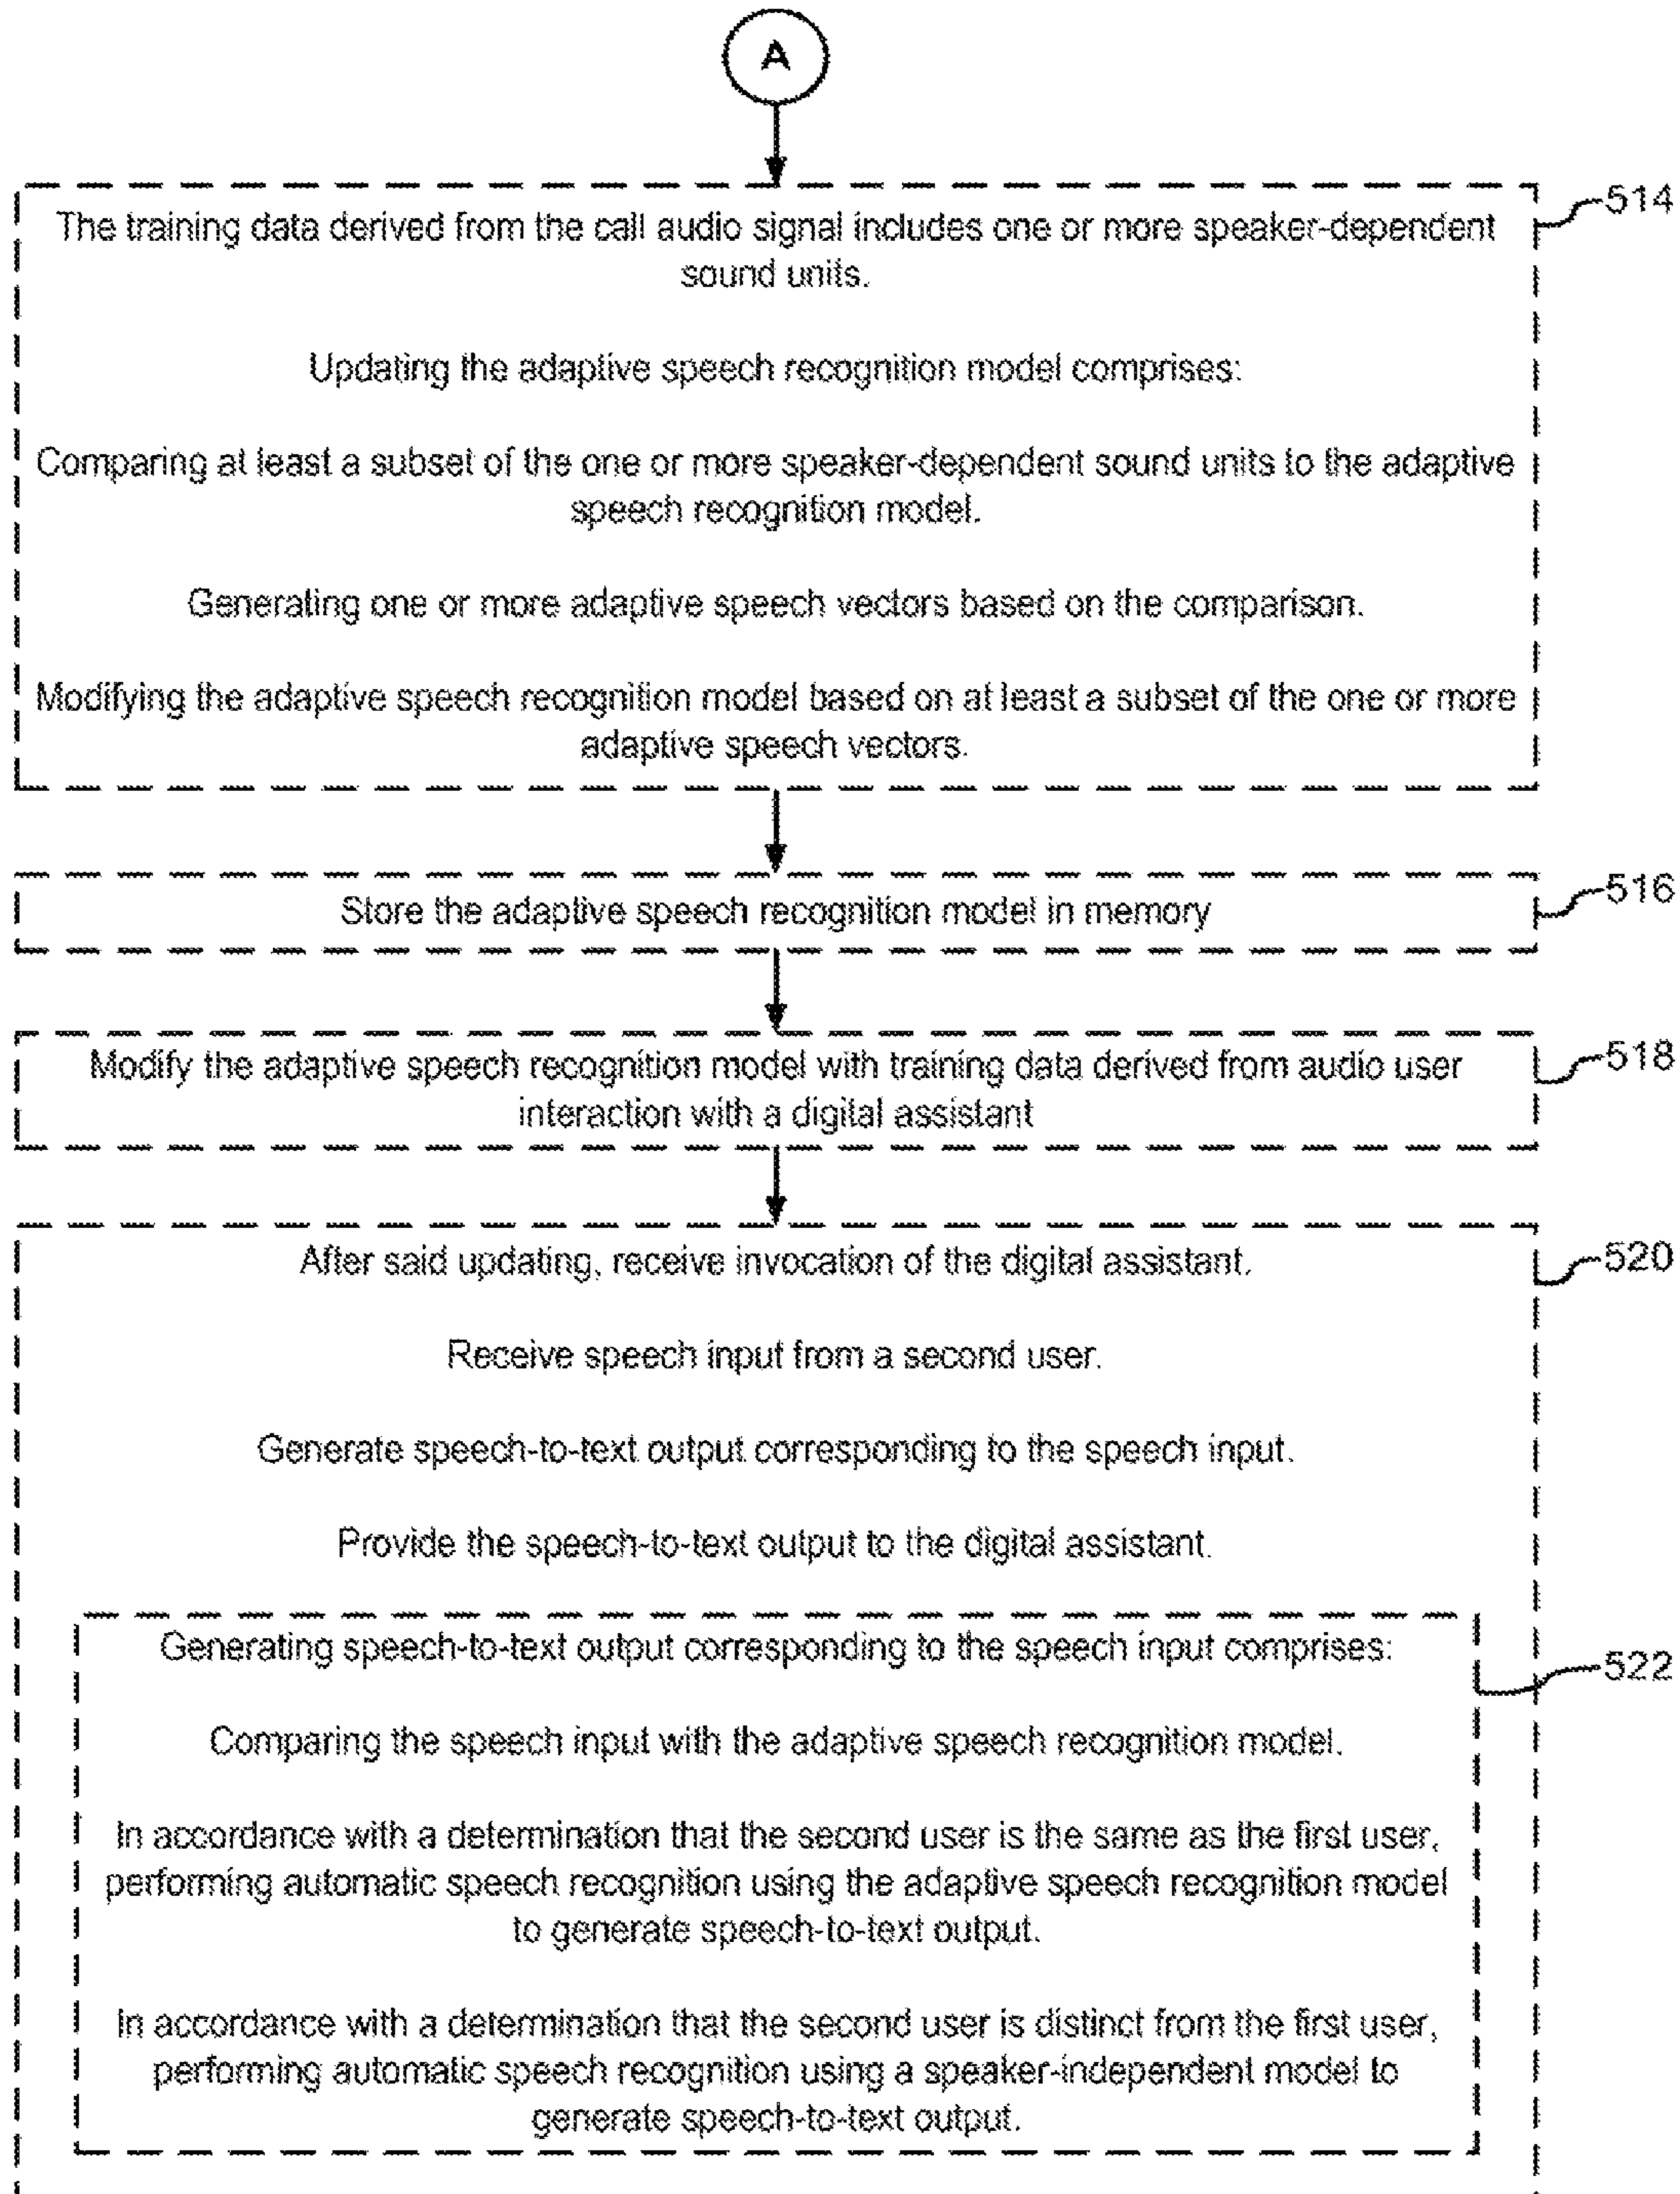 A
514
The training data derived from the call audio signal includes one or more speaker-dependent
sound units.
Updating the adaptive speech recognition model comprises:
Comparing at least a subset of the one or more speaker-dependent sound units to the adaptive
speech recognition model.
Generating one or more adaptive speech vectors based on the comparison.
Modifying the adaptive speech recognition model based on at least a subset of the one or more
adaptive speech vectors.
516
Store the adaptive speech recognition model in memory
518
Modify the adaptive speech recognition model with training data derived from audio user
interaction with a digital assistant
520
After said updating, receive invocation of the digital assistant.
Receive speech input from a second user.
Generate speech-to-text output corresponding to the speech input.
Provide the speech-to-text output to the digital assistant.
Generating speech-to-text output corresponding to the speech input comprises:
522
Comparing the speech input with the adaptive speech recognition model.
In accordance with a determination that the second user is the same as the first user,
performing automatic speech recognition using the adaptive speech recognition model
to generate speech-to-text output.
In accordance with a determination that the second user is distinct from the first user,
performing automatic speech recognition using a speaker-independent model to
generate speech-to-text output.